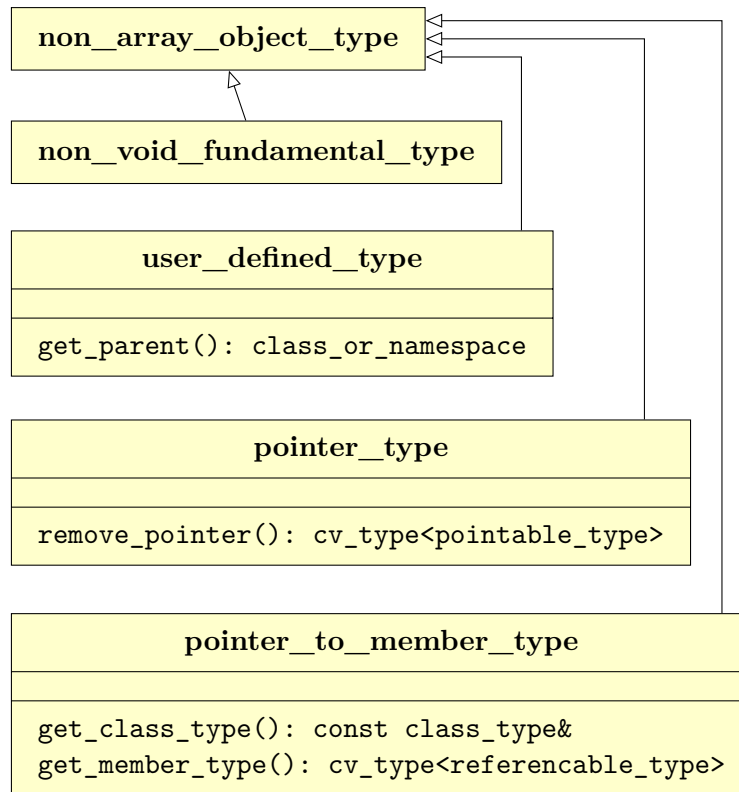 non_array_object_type
non_void_fundamental_type
user_defined_type
get_parent(): class_or_namespace
pointer_type
remove_pointer(): cv_type<pointable_type>
pointer_to_member_type
get_class_type(): const class_type&
get_member_type(): cv_type<referencable_type>